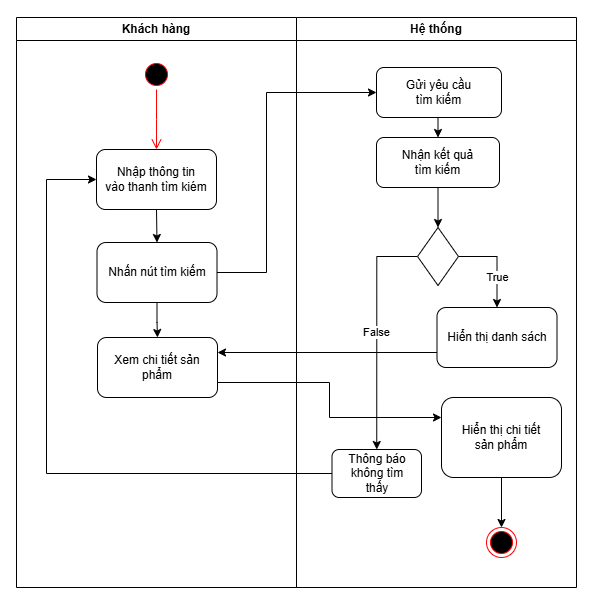 Khách hàng
Hệ thống
Gửi yêu cầu
tìm kiếm
Nhập thông tin
vào thanh tìm kiếm
Nhận kết quả
tìm kiếm
Nhấn nút tìm kiếm
True
False
Hiển thị danh sách
Xem chi tiết sản
phẩm
Hiển thị chi tiết
sản phẩm
Thông báo
không tìm
thấy